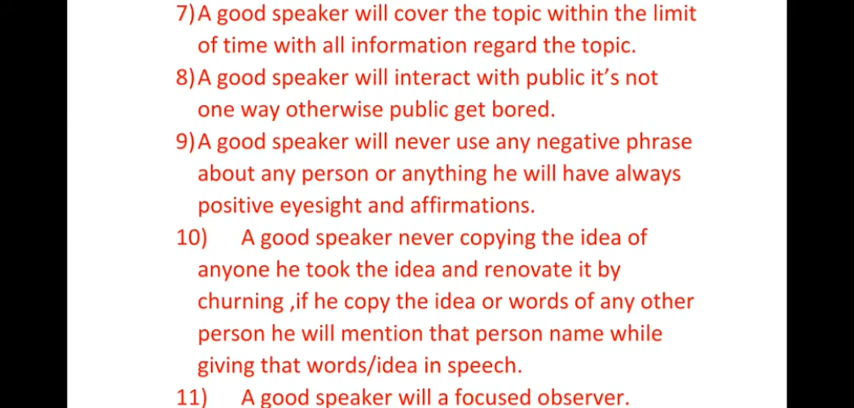 7)A good speaker will cover the topic within the limit
of time with all information regard the topic.
8)A good speaker will interact with public it's not
one way otherwise public get bored.
9)A good speaker will never use any negative phrase
about any person or anything he will have always
positive eyesight and affirmations.
10) A good speaker never copying the idea of
anyone he took the idea and renovate it by
churning ,if he copy the idea or words of any other
person he will mention that person name while
giving that words/idea in speech.
11) A good speaker will a focused observer.